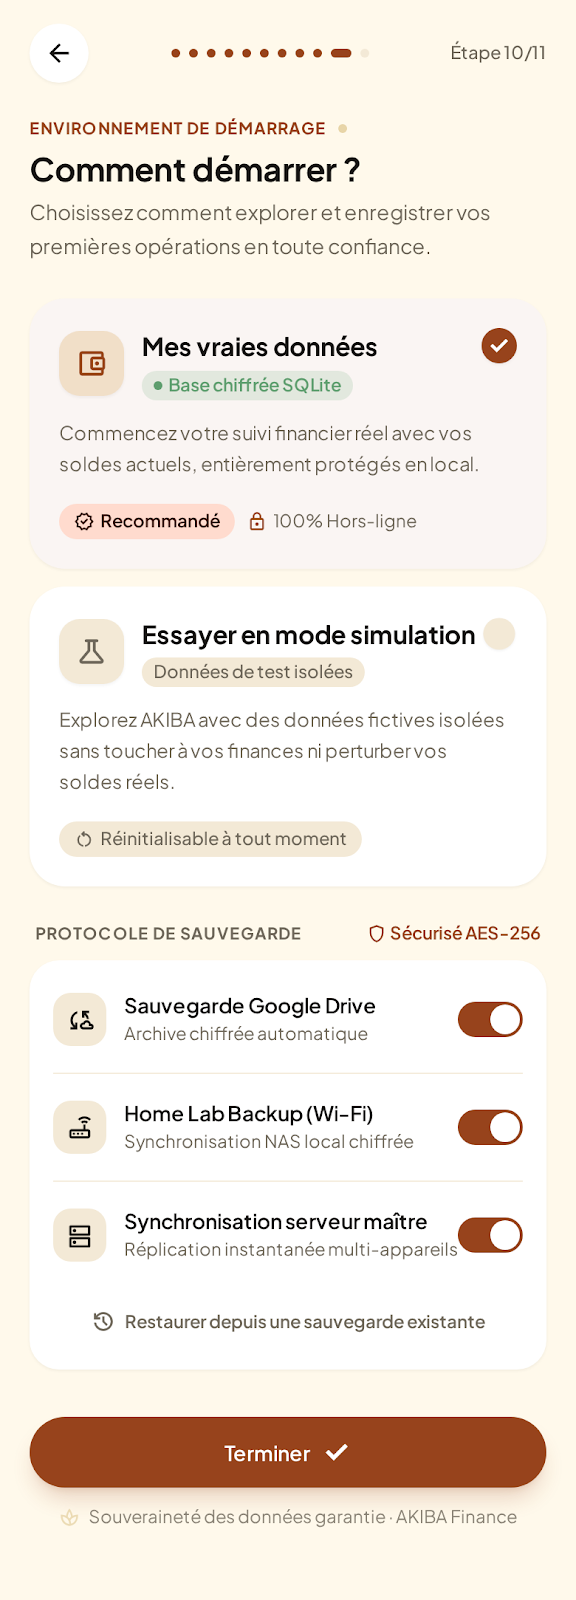 Étape 10/11
ENVIRONNEMENT DE DÉMARRAGE
Comment démarrer ?
Choisissez comment explorer et enregistrer vos
premières opérations en toute confiance.
Mes vraies données
Base chiffrée SQLite
Commencez votre suivi financier réel avec vos
soldes actuels, entièrement protégés en local.
Recommandé
100% Hors-ligne
Essayer en mode simulation
Données de test isolées
Explorez AKIBA avec des données fictives isolées
sans toucher à vos finances ni perturber vos
soldes réels.
Réinitialisable à tout moment
PROTOCOLE DE SAUVEGARDE
Sécurisé AES-256
Sauvegarde Google Drive
Archive chiffrée automatique
Home Lab Backup (Wi-Fi)
Synchronisation NAS local chiffrée
Synchronisation serveur maître
Réplication instantanée multi-appareils
Restaurer depuis une sauvegarde existante
Terminer
Souveraineté des données garantie · AKIBA Finance